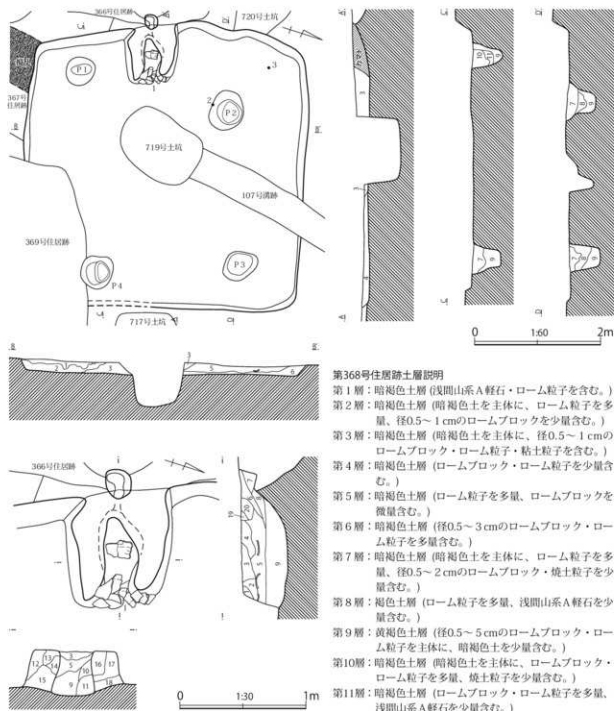 366号住居跡
720号土坑
367号
住居跡
P1
3
2
P2
719号土坑
107号溝跡
369号住居跡
P3
P4
717号土坑
カマト
0 1:60 2m
366号住居跡
0 1:30 1m
第368号住居跡土層説明
第1層：暗褐色土層 (浅間山系A軽石・ローム粒子を含む。)
第2層：暗褐色土層 (暗褐色土を主体に、ローム粒子を多
量、径0.5～1cmのロームブロックを少量含む。)
第3層：暗褐色土層 (暗褐色土を主体に、径0.5～1cmの
ロームブロック・ローム粒子・粘土粒子を含む。)
第4層：暗褐色土層 (ロームブロック・ローム粒子を少量含
む。)
第5層：暗褐色土層 (ローム粒子を多量、ロームブロックを
微量含む。)
第6層：暗褐色土層 (径0.5～3cmのロームブロック・ロー
ム粒子を多量含む。)
第7層：暗褐色土層 (暗褐色土を主体に、ローム粒子を多
量、径0.5～2cmのロームブロック・焼土粒子を少
量含む。)
第8層：褐色土層 (ローム粒子を多量、浅間山系A軽石を少
量含む。)
第9層：黄褐色土層 (径0.5～5cmのロームブロック・ロー
ム粒子を主体に、暗褐色土を少量含む。)
第10層：暗褐色土層 (暗褐色土を主体に、ロームブロック・
ローム粒子を多量、焼土粒子を少量含む。)
第11層：暗褐色土層 (ロームブロック・ローム粒子を多量、
浅間山系A軽石を少量含む。)